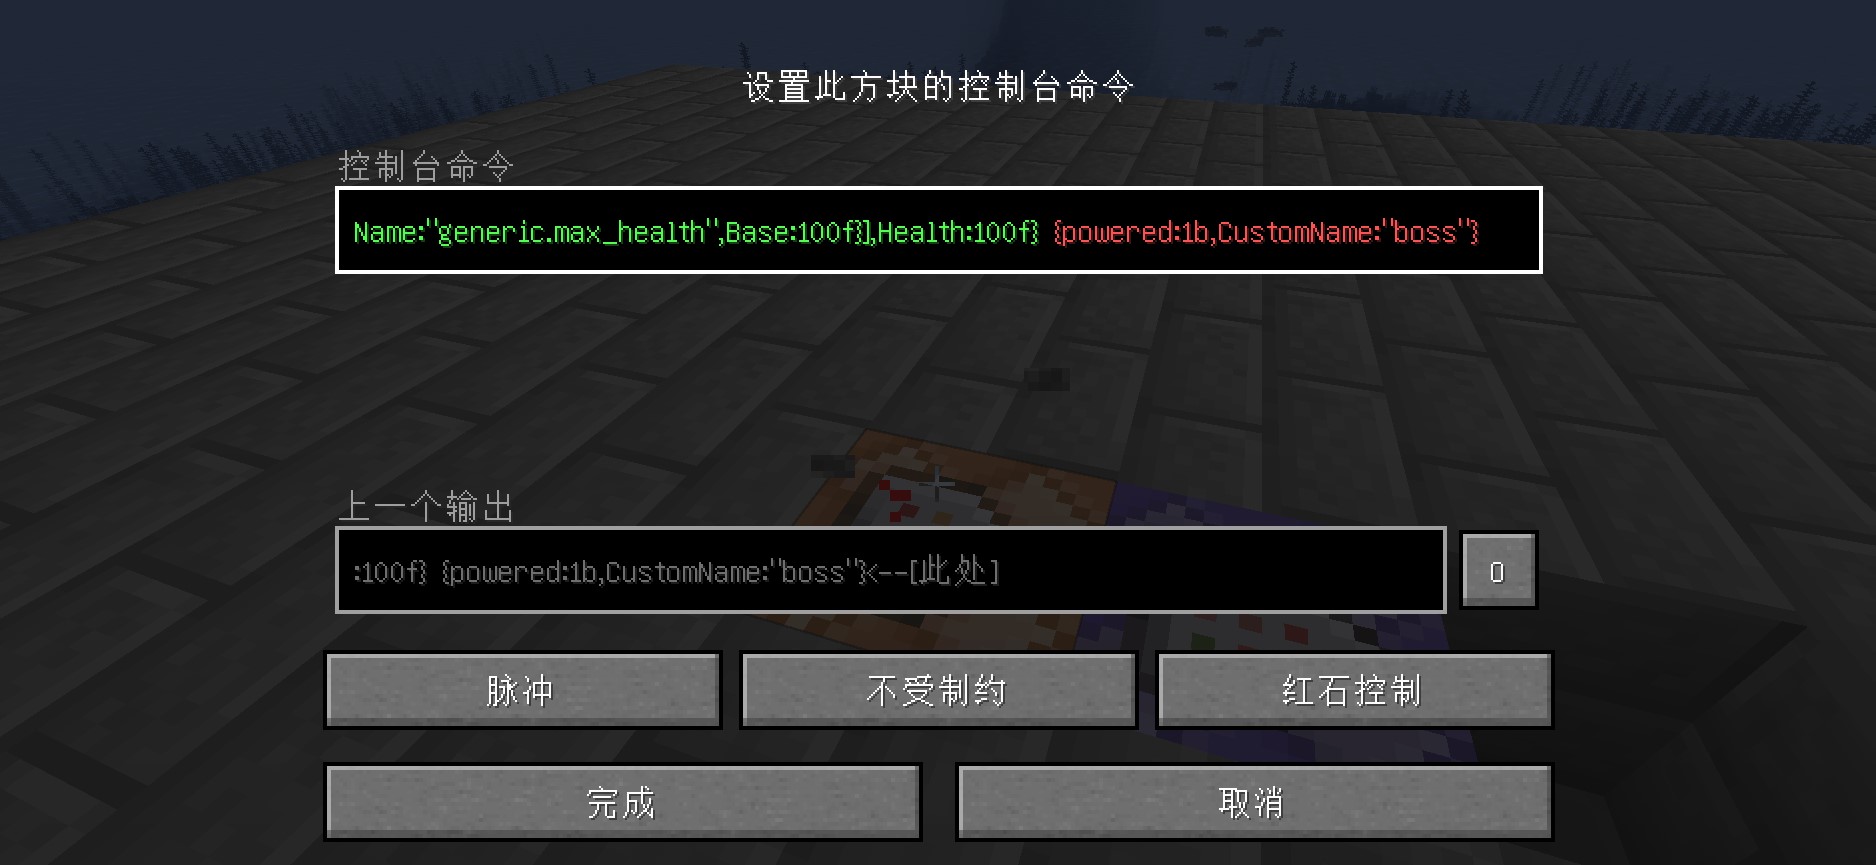 设置此方块的控制台命令
控制台命令
Name:"generic.max_health",Base:100f}],Health:100f} {powered:1b,CustomName:"boss"}
上一个输出
:100f} {powered:1b,CustomName:"boss"}<--[此处]
O
脉冲
不受制约
红石控制
完成
取消